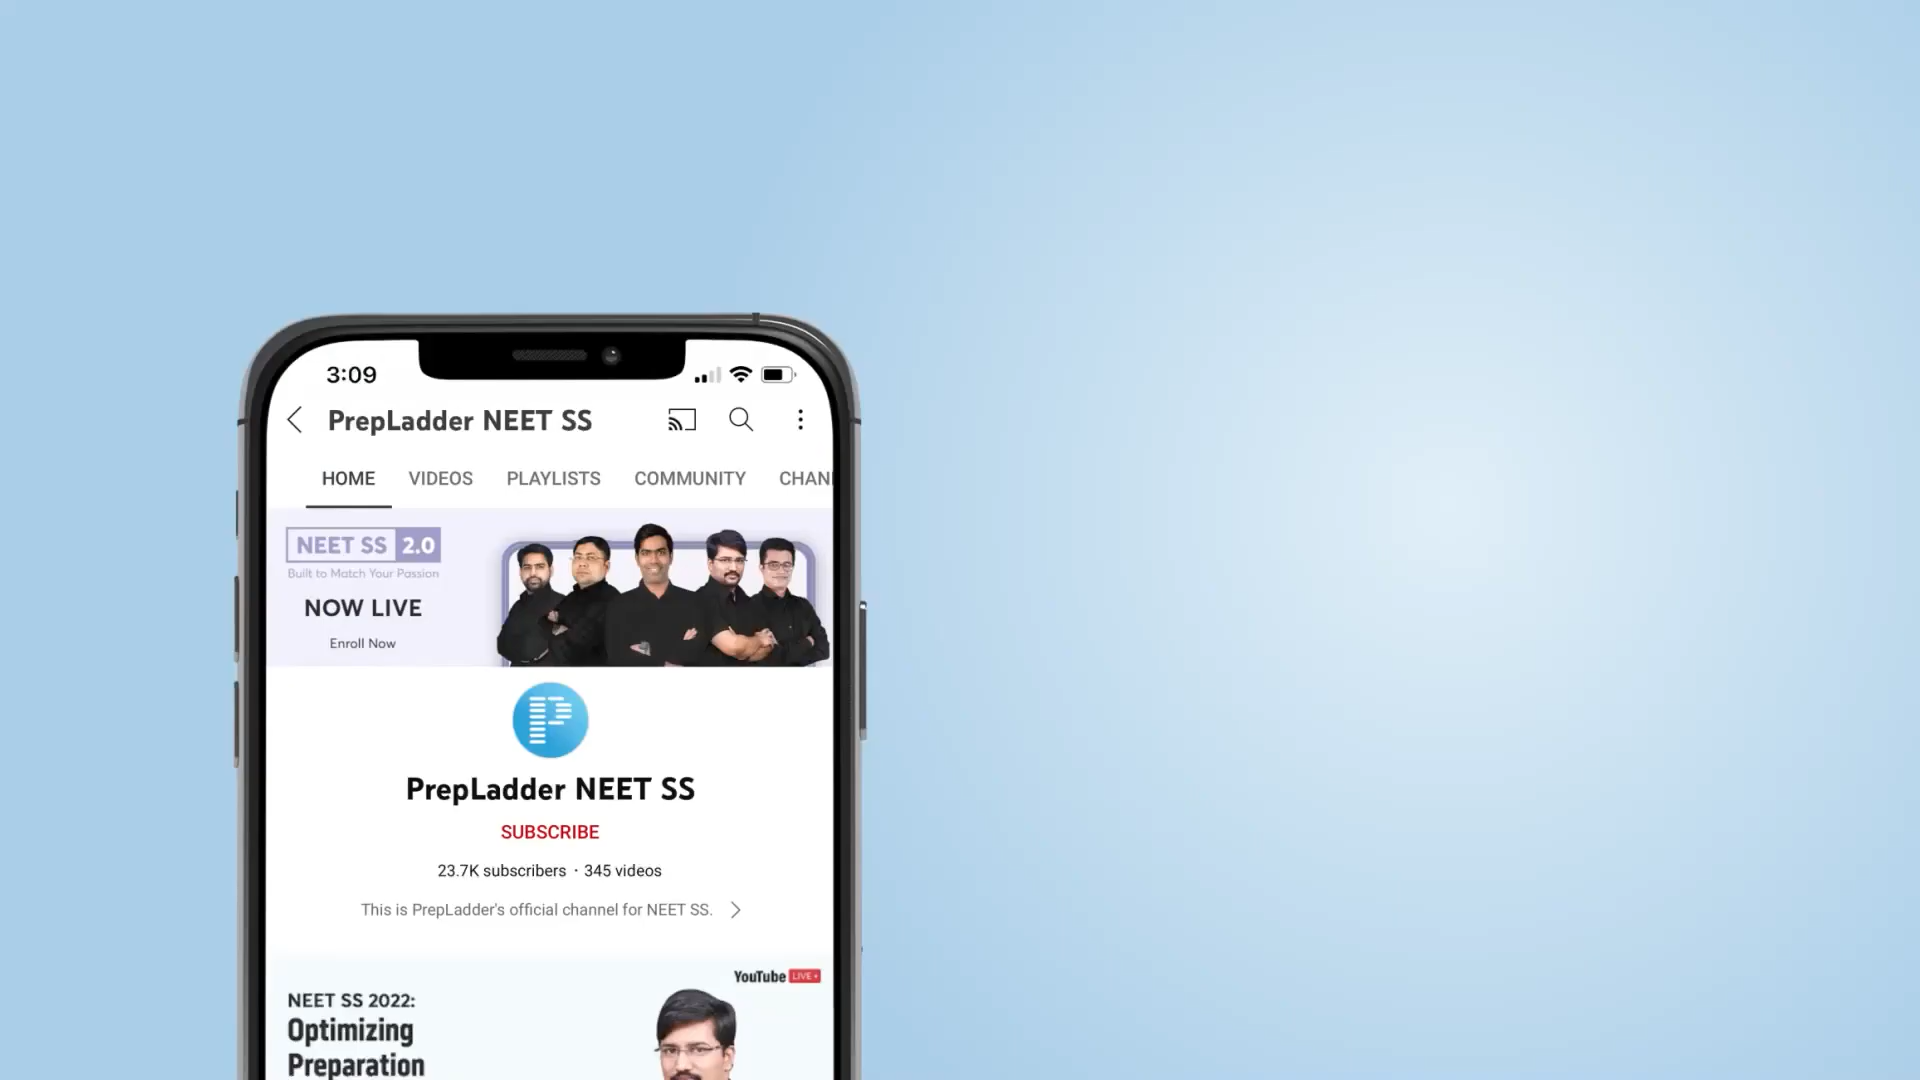 3:09
PrepLadder NEET SS
HOME VIDEOS PLAYLISTS COMMUNITY CHAN
NEET SS 2.0
Built to Match Your Passion
NOW LIVE
Enroll Now
P
PrepLadder NEET SS
SUBSCRIBE
23.7K subscribers · 345 videos
This is PrepLadder's official channel for NEET SS.
YouTube LIVE
NEET SS 2022:
Optimizing
Preparation